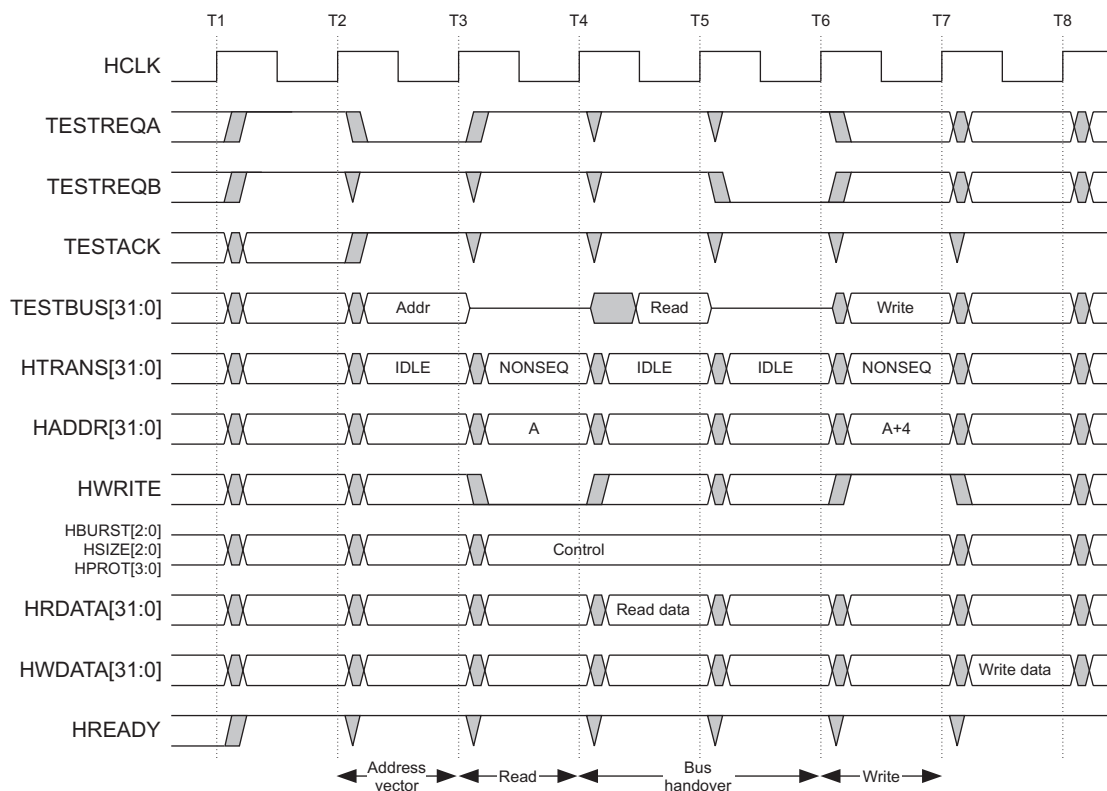 T1 T2 T3 T4 T5 T6 T7 T8
HCLK
TESTREQA
TESTREQB
TESTACK
TESTBUS[31:0] Addr Read Write
HTRANS[31:0] IDLE NONSEQ IDLE IDLE NONSEQ
HADDR[31:0] A A+4
HWRITE
HBURST[2:0]
HSIZE[2:0] Control
HPROT[3:0]
HRDATA[31:0] Read data
HWDATA[31:0] Write data
HREADY
Address
vector
Read
Bus
handover
Write